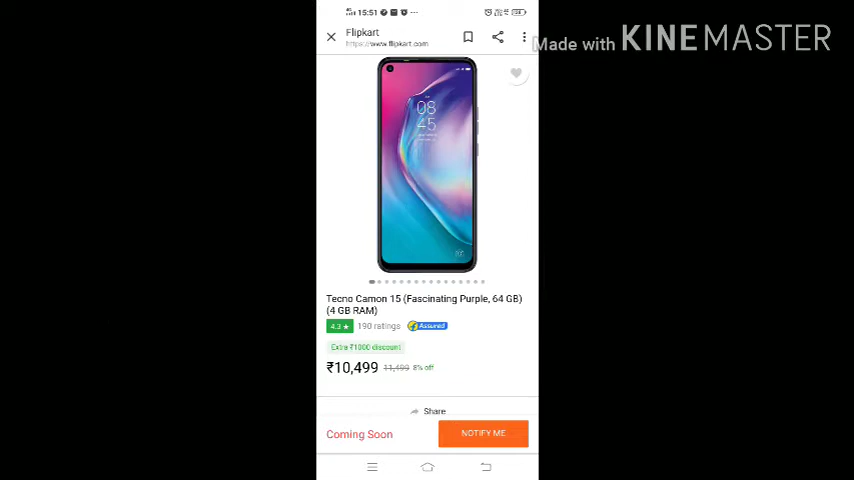 15:51
Flipkart
https://www.flipkart.com
Made with KINEMASTER
08
45
Tecno Camon 15 (Fascinating Purple, 64 GB)
(4 GB RAM)
4.3 ★ 190 ratings Assured
Extra ₹1000 discount
₹10,499 11,499 8% off
Share
Coming Soon NOTIFY ME